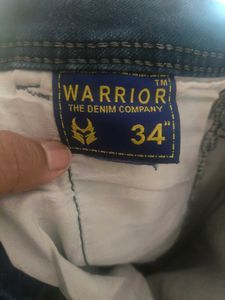 WARRIOR™
THE DENIM COMPANY
34"